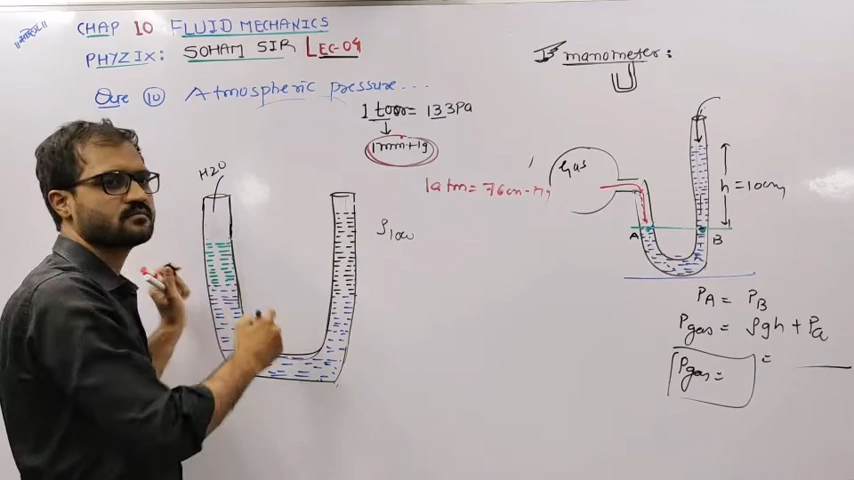 CHAP 10 FLUID MECHANICS
PHYZIX: SOHAM SIR LEC-04
Que 10 Atmospheric pressure...
1 torr = 133Pa
1mm Hg
1atm = 76cm-Hg
H2O
ρlow
manometer:
Gas
h = 10cm
A B
PA = PB
Pgas = ρgh + Pa
Pgas =
=